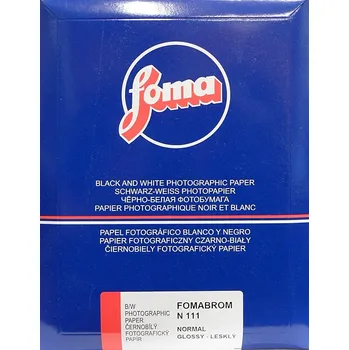 foma
BLACK AND WHITE PHOTOGRAPHIC PAPER
SCHWARZ-WEISS PHOTOPAPIER
ЧЁРНО-БЕЛАЯ ФОТОБУМАГА
PAPIER PHOTOGRAPHIQUE NOIR ET BLANC
PAPEL FOTOGRÁFICO BLANCO Y NEGRO
PAPIER FOTOGRAFICZNY CZARNO-BIAŁY
ČIERNOBIELY FOTOGRAFICKÝ PAPIER
B/W
PHOTOGRAPHIC
PAPER
ČERNOBÍLÝ
FOTOGRAFICKÝ
PAPÍR
FOMABROM
N 111
NORMAL
GLOSSY - LESKLÝ